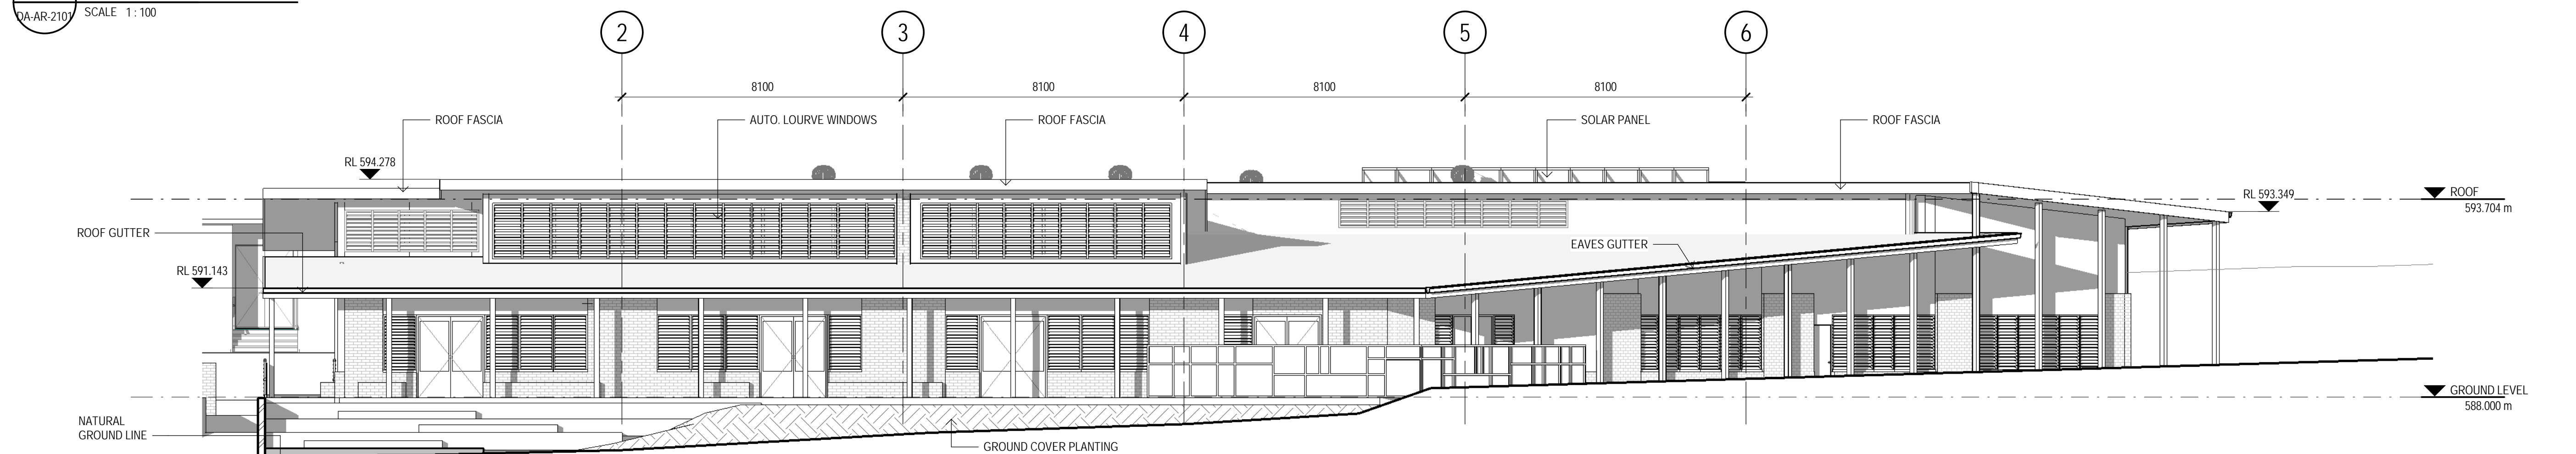 DA-AR-2101
SCALE 1 : 100
2
3
4
5
6
8100
8100
8100
8100
ROOF FASCIA
AUTO. LOURVE WINDOWS
ROOF FASCIA
SOLAR PANEL
ROOF FASCIA
RL 594.278
RL 593.349
ROOF
593.704 m
ROOF GUTTER
EAVES GUTTER
RL 591.143
GROUND LEVEL
588.000 m
NATURAL
GROUND LINE
GROUND COVER PLANTING